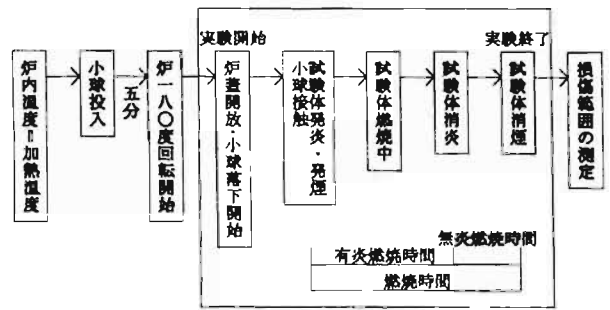 炉内温度＝加熱温度
小球投入
五分
炉一八〇度回転開始
実験開始
炉蓋開放・小球落下開始
試験体発炎・発煙
小球接触
試験体燃焼中
試験体消炎
実験終了
試験体消煙
損傷範囲の測定
無炎燃焼時間
有炎燃焼時間
燃焼時間